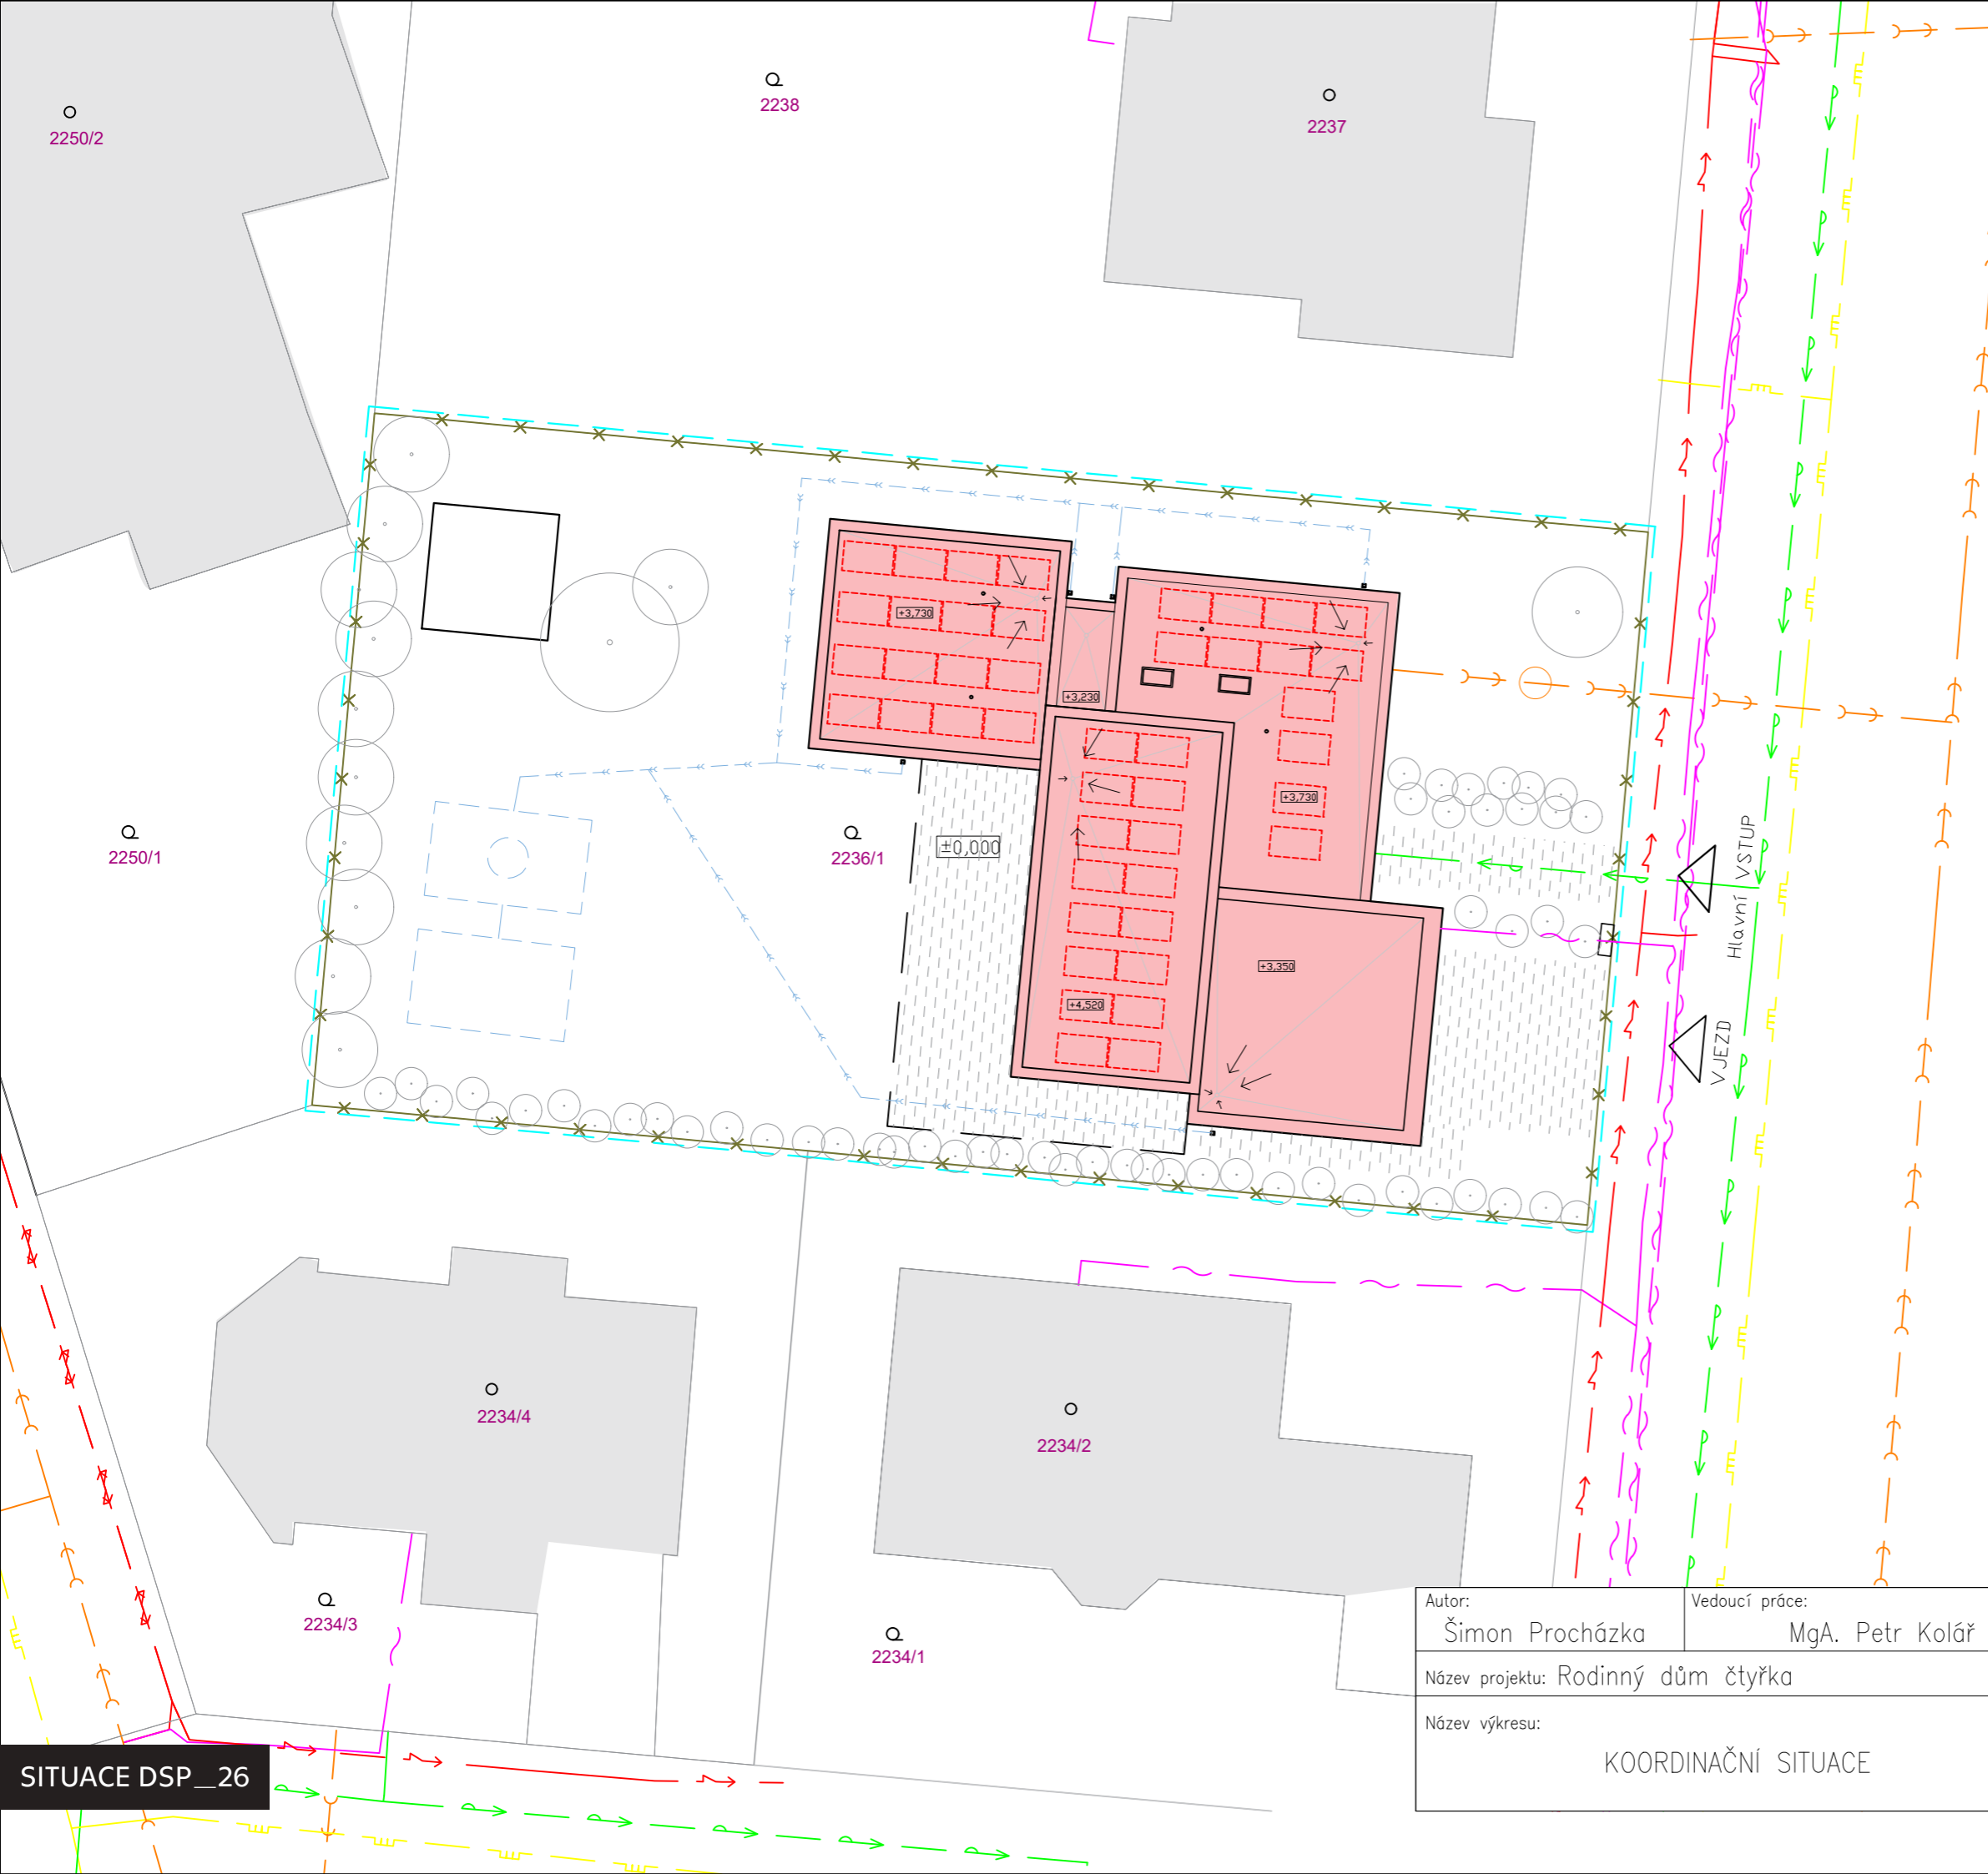 2238
2237
2250/2
+3,730
+3,230
+3,730
±0,000
2250/1
2236/1
Hlavní VSTUP
+3,350
+4,520
VJEZD
2234/4
2234/2
2234/3
2234/1
Autor:
Šimon Procházka
Vedoucí práce:
MgA. Petr Kolář
Název projektu: Rodinný dům čtyřka
Název výkresu:
KOORDINAČNÍ SITUACE
SITUACE DSP_26